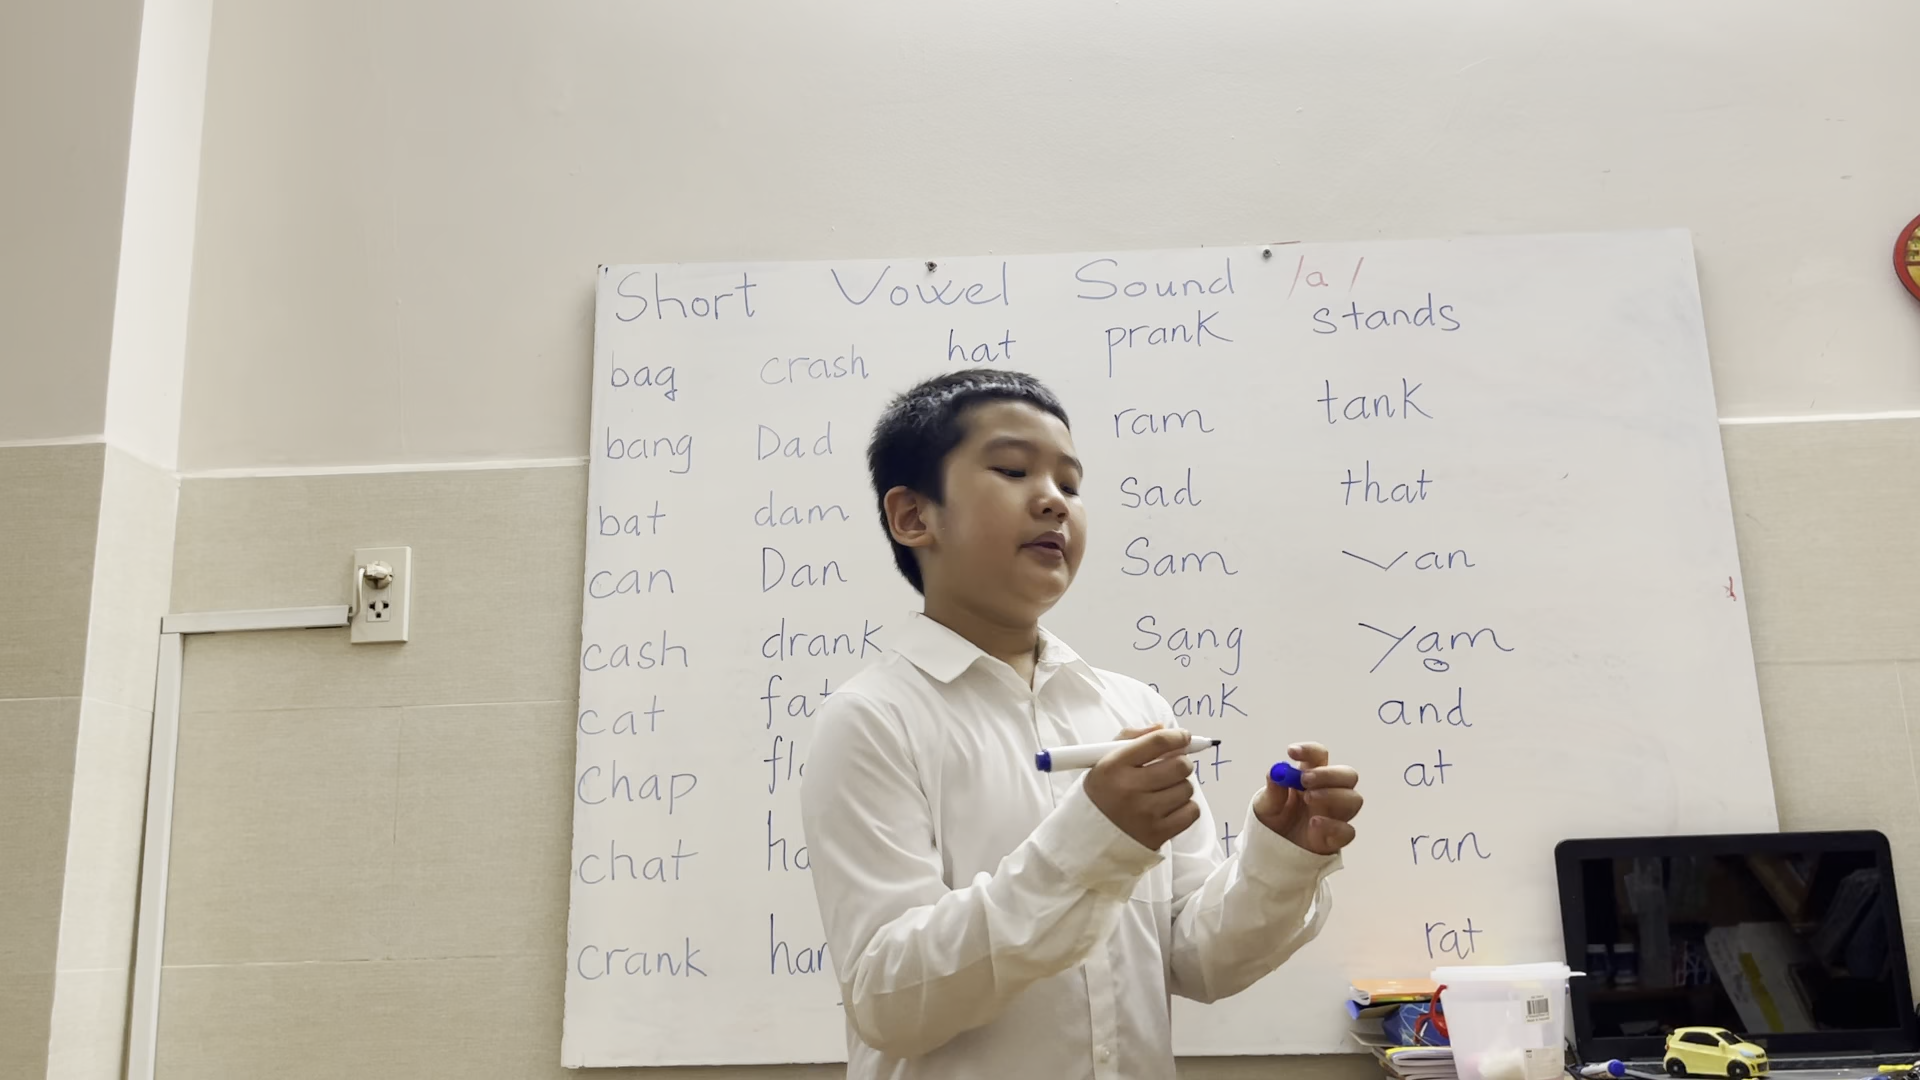 Short Vowel Sound /a/
bag crash hat prank stands
bang Dad ram tank
bat dam sad that
can Dan Sam van
cash drank Sang yam
cat and
Chap at
chat ran
crank rat